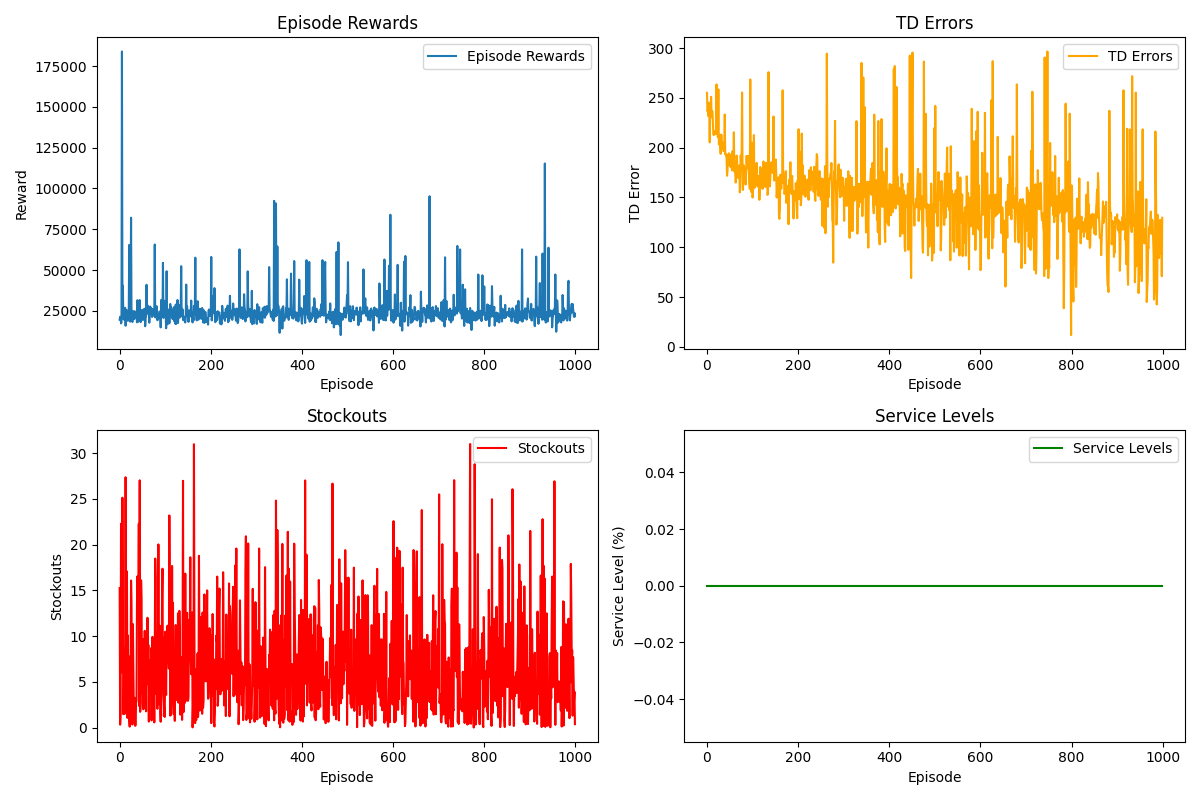 Episode Rewards
Episode Rewards
175000
150000
125000
100000
75000
50000
25000
Reward
0 200 400 600 800 1000
Episode
TD Errors
TD Errors
300
250
200
150
100
50
0
TD Error
0 200 400 600 800 1000
Episode
Stockouts
Stockouts
30
25
20
15
10
5
0
Stockouts
0 200 400 600 800 1000
Episode
Service Levels
Service Levels
0.04
0.02
0.00
−0.02
−0.04
Service Level (%)
0 200 400 600 800 1000
Episode